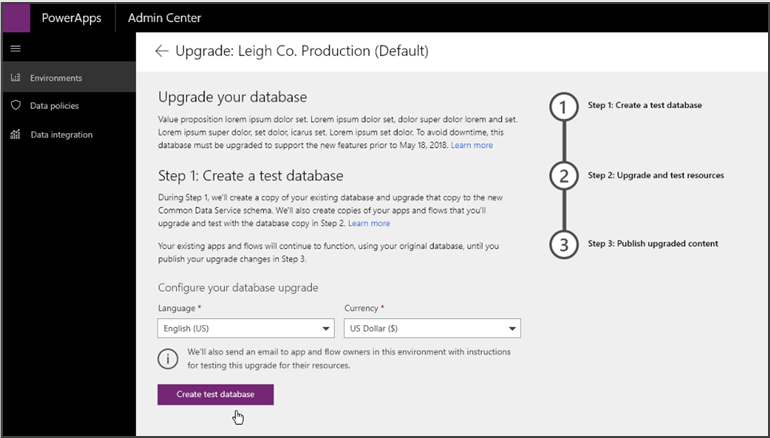 PowerApps
Admin Center
Upgrade: Leigh Co. Production (Default)
Environments
Data policies
Data integration
Upgrade your database
Value proposition lorem ipsum dolor set. Lorem ipsum dolor set, dolor super dolor lorem and set.
Lorem ipsum super dolor, set dolor, icarus set. Lorem ipsum set dolor. To avoid downtime, this
database must be upgraded to support the new features prior to May 18, 2018. Learn more
Step 1: Create a test database
During Step 1, we'll create a copy of your existing database and upgrade that copy to the new
Common Data Service schema. We'll also create copies of your apps and flows that you'll
upgrade and test with the database copy in Step 2. Learn more
Your existing apps and flows will continue to function, using your original database, until you
publish your upgrade changes in Step 3.
Configure your database upgrade
Language *
Currency *
English (US)
US Dollar ($)
i
We'll also send an email to app and flow owners in this environment with instructions
for testing this upgrade for their resources.
Create test database
1
Step 1: Create a test database
2
Step 2: Upgrade and test resources
3
Step 3: Publish upgraded content